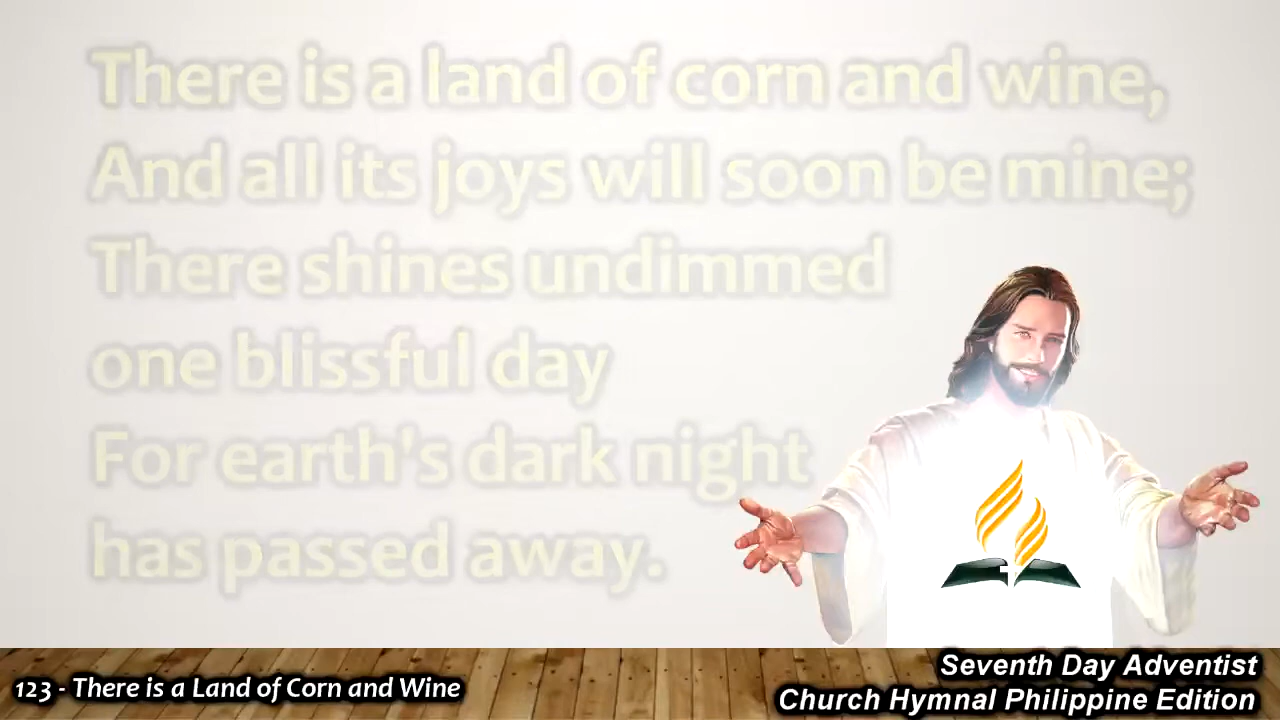 There is a land of corn and wine,
And all its joys will soon be mine;
There shines undimmed
one blissful day
For earth's dark night
has passed away.
123 - There is a Land of Corn and Wine
Seventh Day Adventist
Church Hymnal Philippine Edition